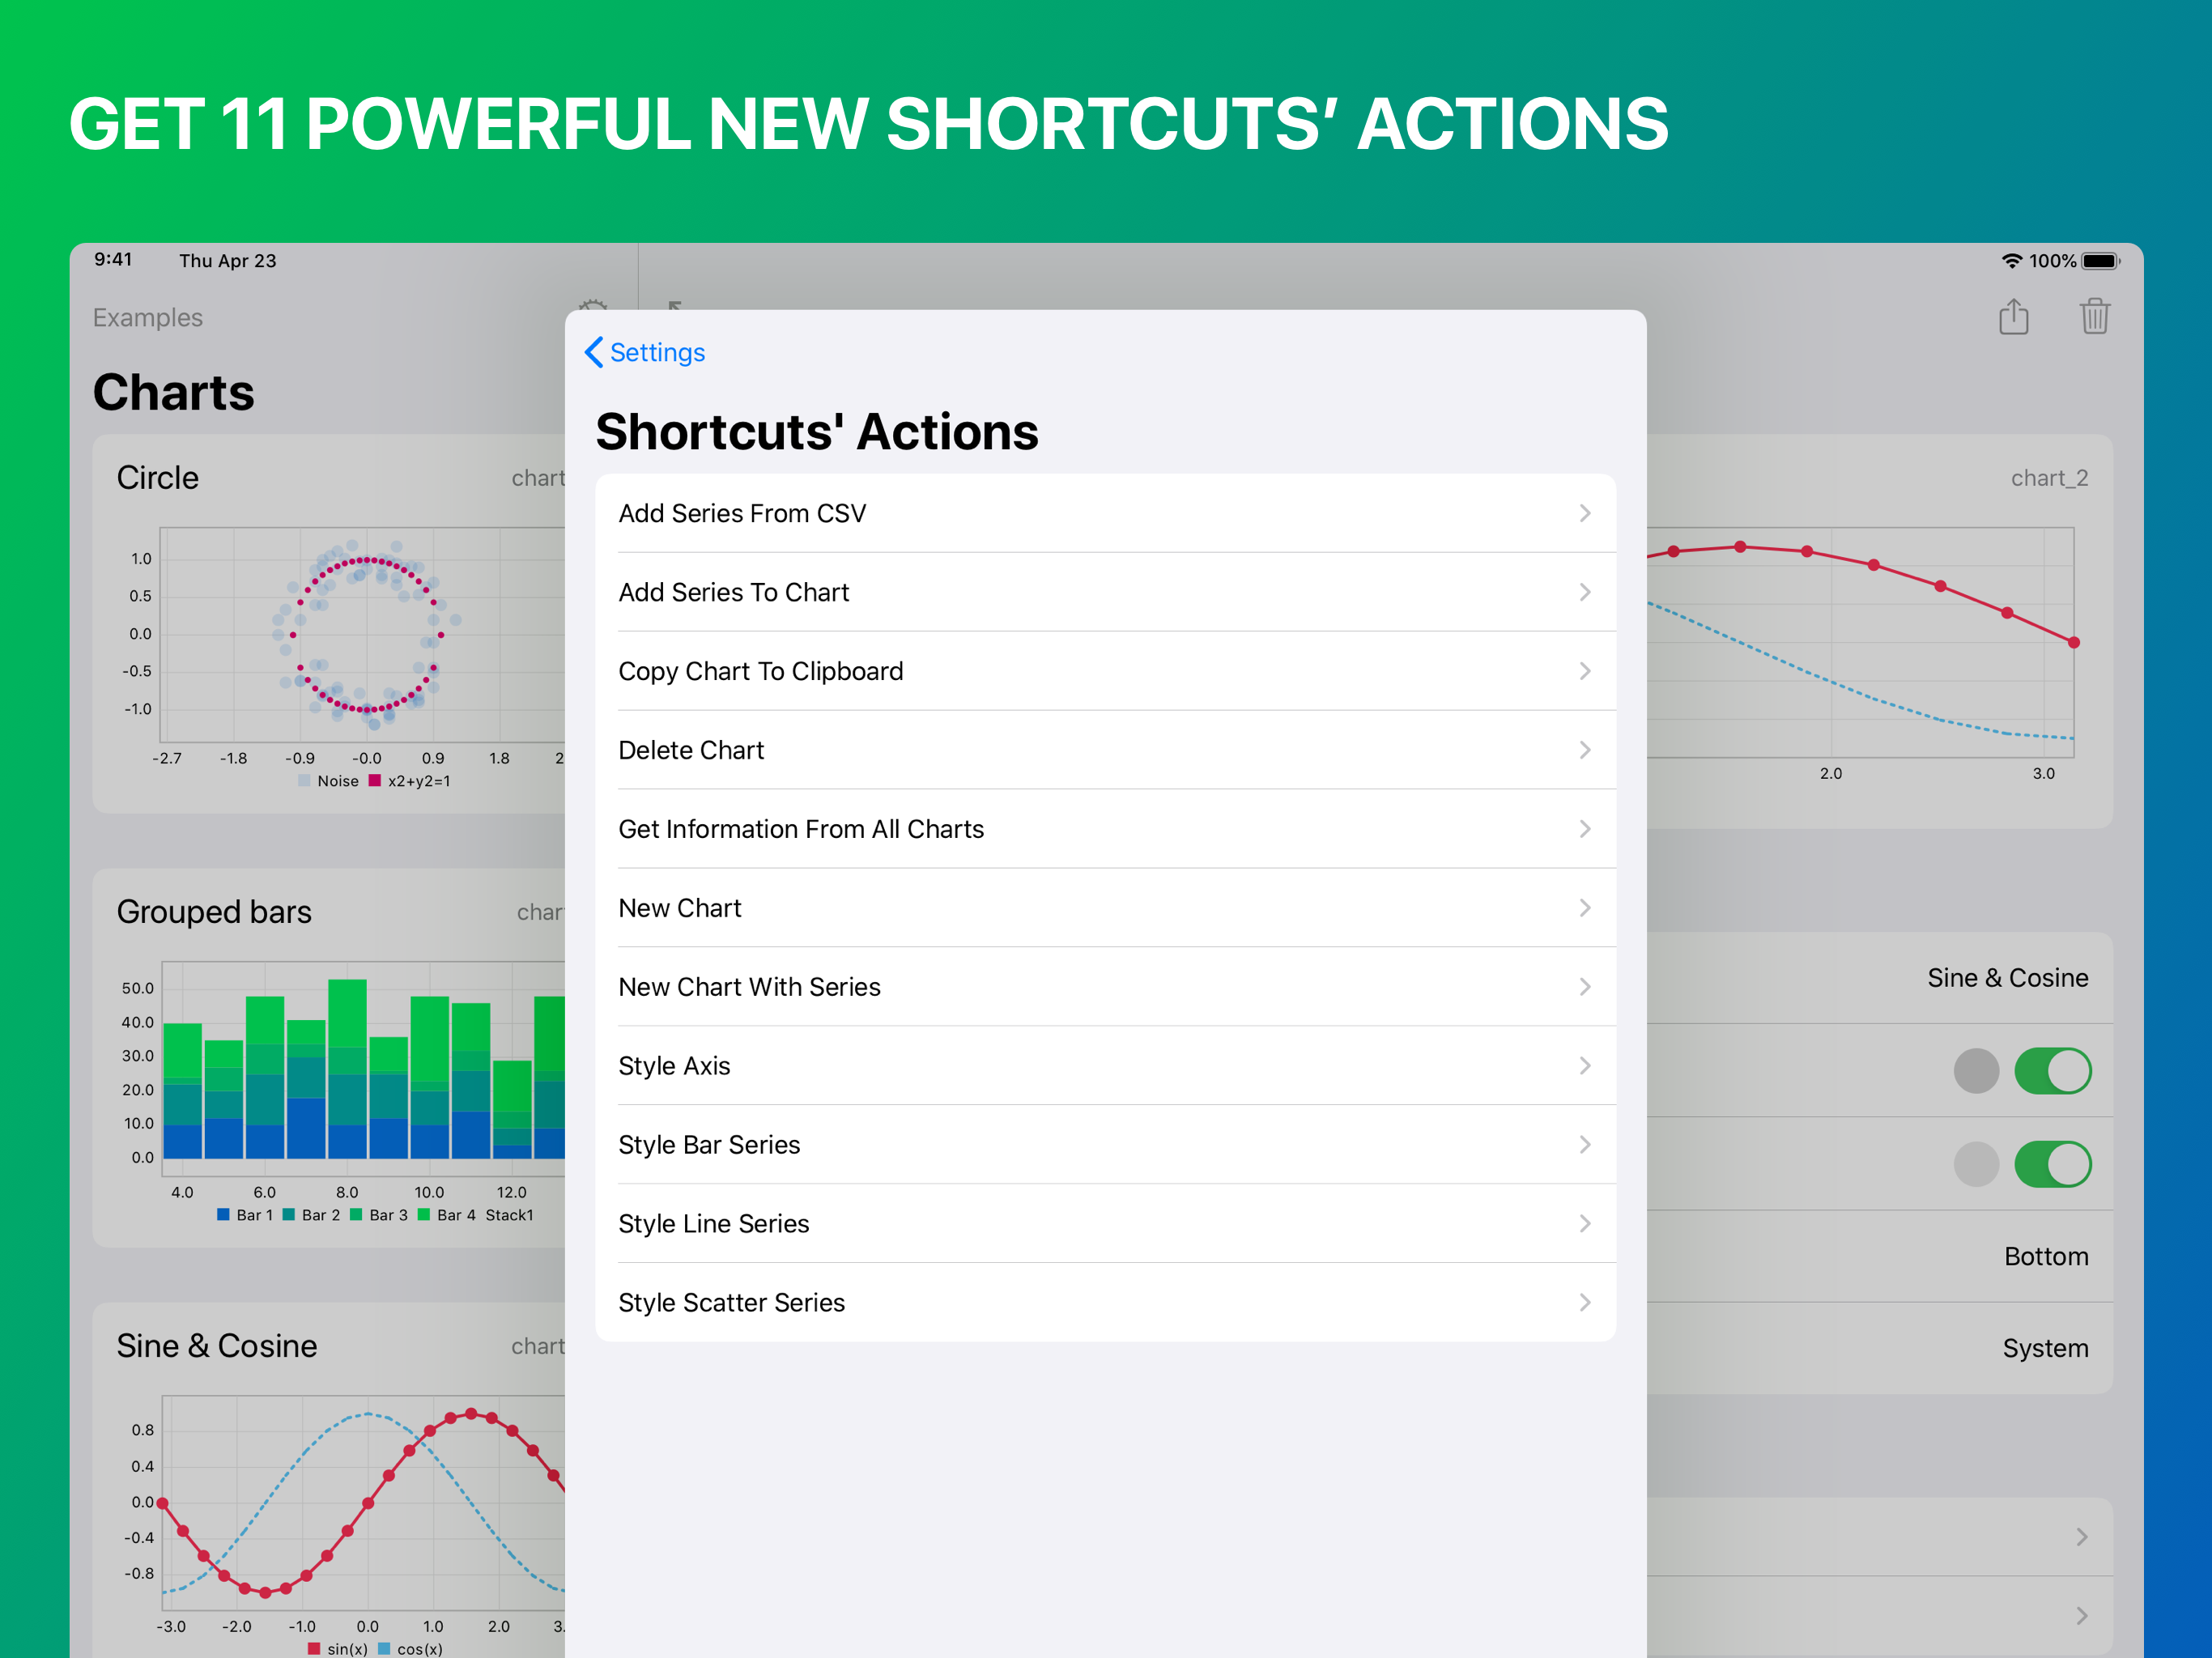 GET 11 POWERFUL NEW SHORTCUTS’ ACTIONS
9:41 Thu Apr 23
100%
Examples
Charts
Circle chart
1.0
0.5
0.0
-0.5
-1.0
-2.7 -1.8 -0.9 -0.0 0.9 1.8 2
Noise x2+y2=1
Grouped bars char
50.0
40.0
30.0
20.0
10.0
0.0
4.0 6.0 8.0 10.0 12.0
Bar 1 Bar 2 Bar 3 Bar 4 Stack1
Sine & Cosine chart
0.8
0.4
0.0
-0.4
-0.8
-3.0 -2.0 -1.0 0.0 1.0 2.0 3.
sin(x) cos(x)
Settings
Shortcuts' Actions
Add Series From CSV
Add Series To Chart
Copy Chart To Clipboard
Delete Chart
Get Information From All Charts
New Chart
New Chart With Series
Style Axis
Style Bar Series
Style Line Series
Style Scatter Series
chart_2
2.0 3.0
Sine & Cosine
Bottom
System